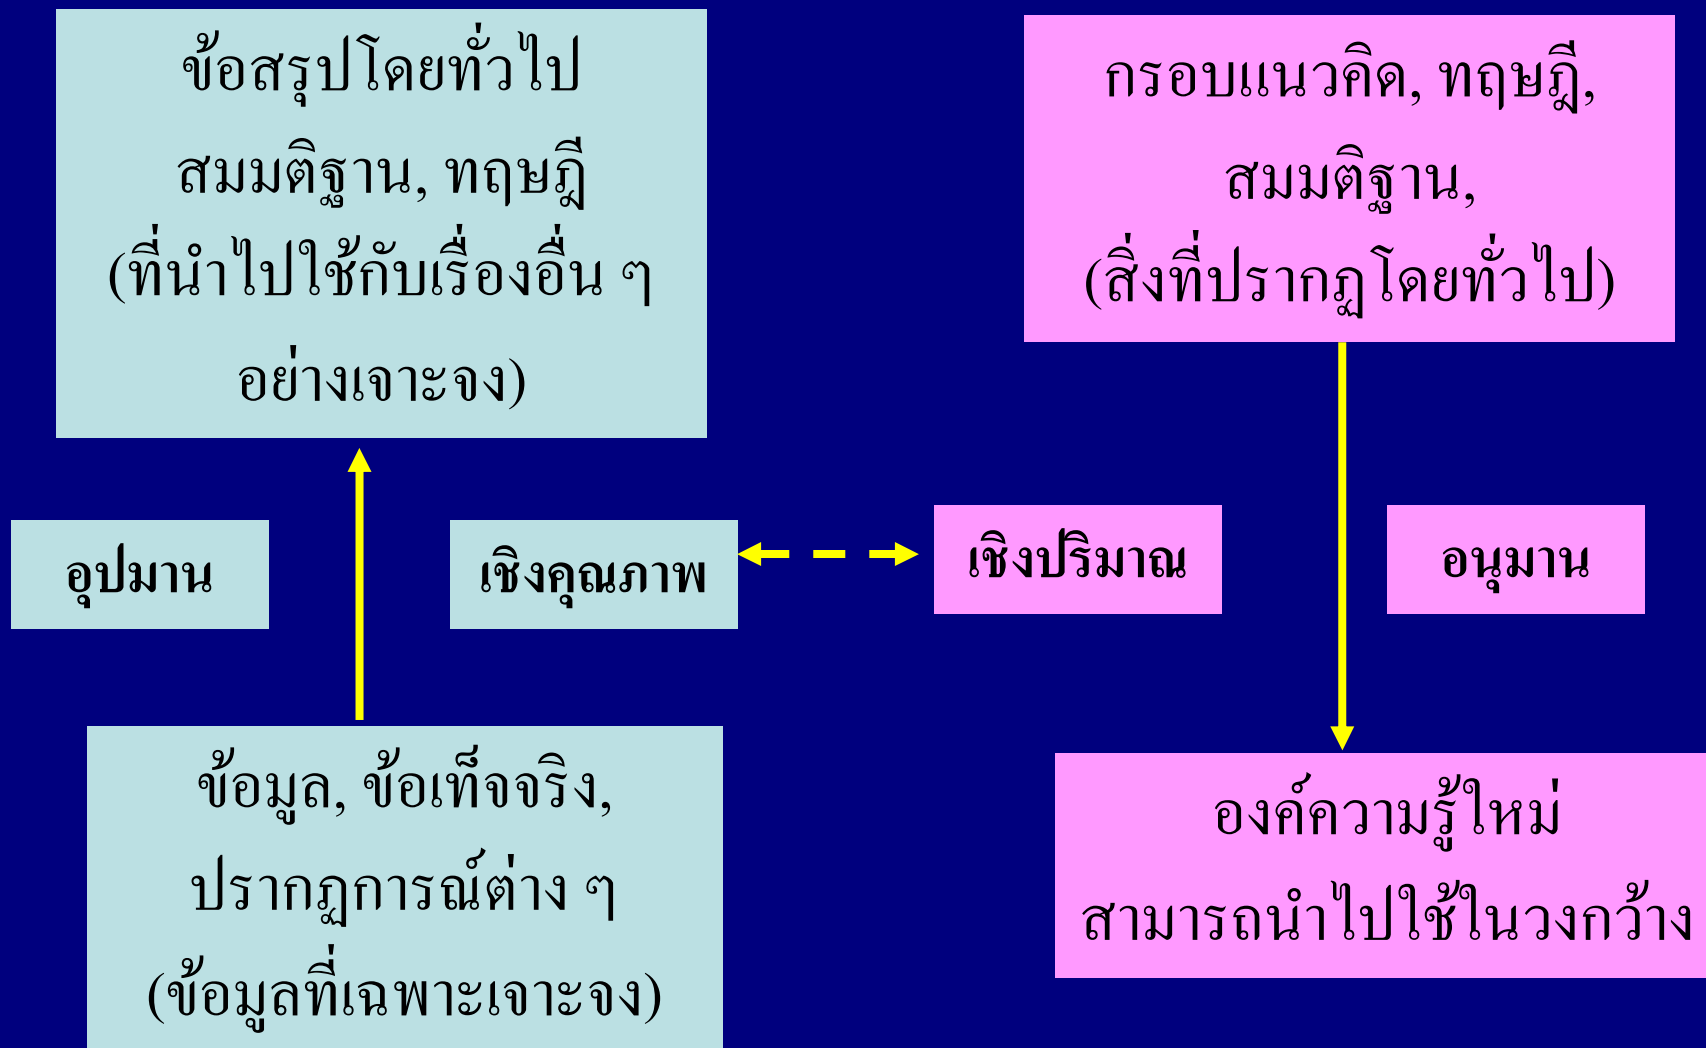 ข้อสรุปโดยทั่วไป
สมมติฐาน, ทฤษฎี
(ที่นำไปใช้กับเรื่องอื่น ๆ
อย่างเจาะจง)
กรอบแนวคิด, ทฤษฎี,
สมมติฐาน,
(สิ่งที่ปรากฏโดยทั่วไป)
อุปมาน
เชิงคุณภาพ
เชิงปริมาณ
อนุมาน
ข้อมูล, ข้อเท็จจริง,
ปรากฏการณ์ต่าง ๆ
(ข้อมูลที่เฉพาะเจาะจง)
องค์ความรู้ใหม่
สามารถนำไปใช้ในวงกว้าง